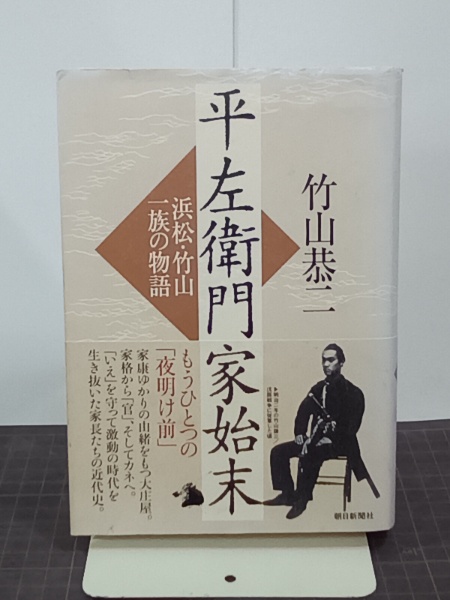 竹山恭二
平左衛門家始末
浜松・竹山
一族の物語
もうひとつの
「夜明け前」
家康ゆかりの由緒をもつ大庄屋。
家格から「官」、そしてカネへ。
「いえ」を守って激動の時代を
生き抜いた家長たちの近代史。
朝日新聞社